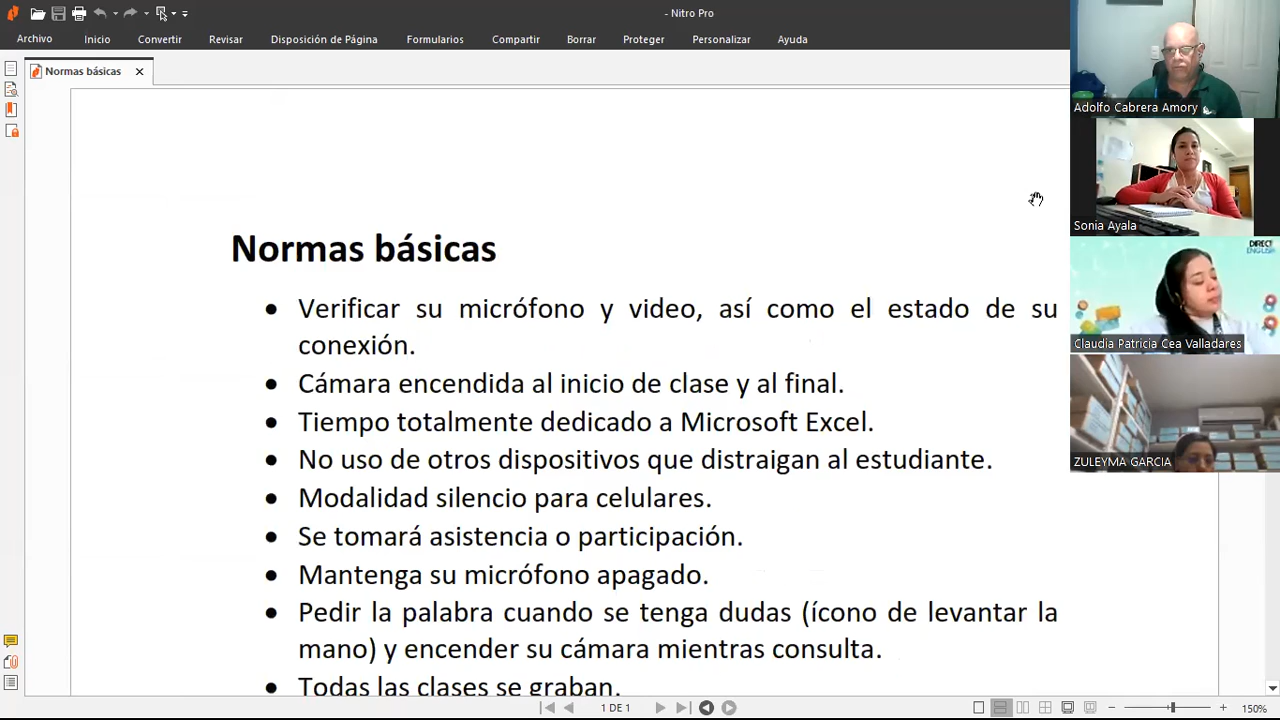 - Nitro Pro
Archivo
Inicio
Convertir
Revisar
Disposición de Página
Formularios
Compartir
Borrar
Proteger
Personalizar
Ayuda
Normas básicas
Normas básicas
• Verificar su micrófono y video, así como el estado de su
conexión.
• Cámara encendida al inicio de clase y al final.
• Tiempo totalmente dedicado a Microsoft Excel.
• No uso de otros dispositivos que distraigan al estudiante.
• Modalidad silencio para celulares.
• Se tomará asistencia o participación.
• Mantenga su micrófono apagado.
• Pedir la palabra cuando se tenga dudas (ícono de levantar la
mano) y encender su cámara mientras consulta.
• Todas las clases se graban.
Adolfo Cabrera Amory
Sonia Ayala
DIRECT
ENGLISH
Claudia Patricia Cea Valladares
ZULEYMA GARCIA
1 DE 1
150%